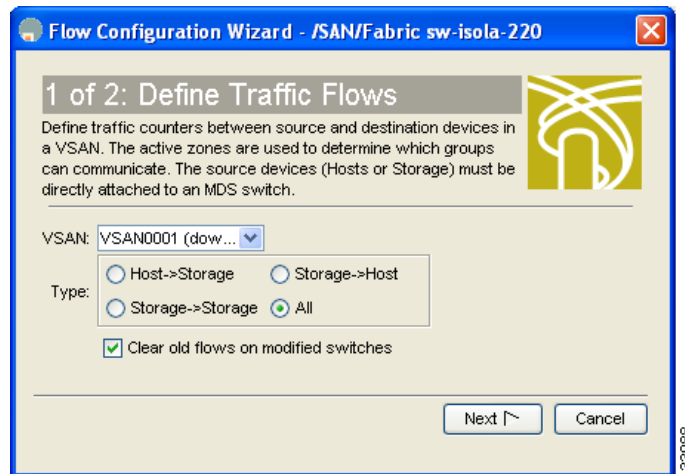 Flow Configuration Wizard - /SAN/Fabric sw-isola-220
1 of 2: Define Traffic Flows
Define traffic counters between source and destination devices in
a VSAN. The active zones are used to determine which groups
can communicate. The source devices (Hosts or Storage) must be
directly attached to an MDS switch.
VSAN: VSAN0001 (dow...
Type:
Host->Storage Storage->Host
Storage->Storage All
Clear old flows on modified switches
Next Cancel